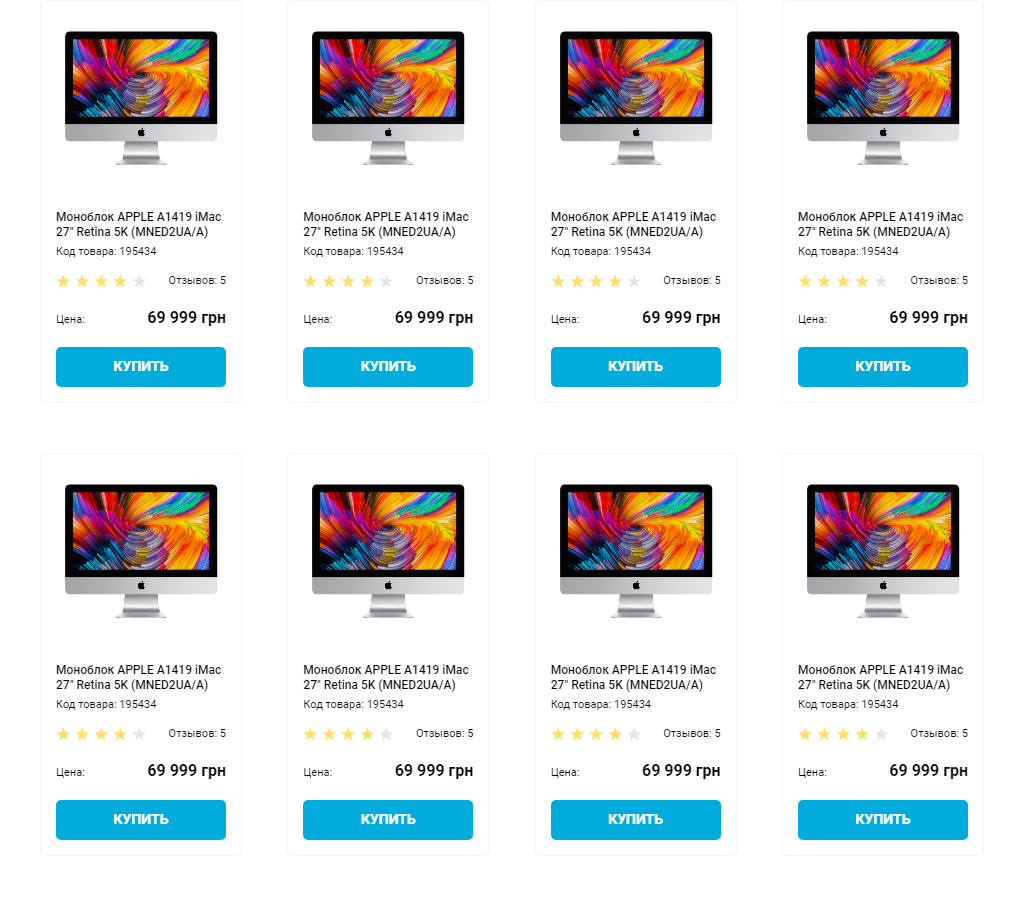 Моноблок APPLE A1419 iMac
27" Retina 5K (MNED2UA/A)
Код товара: 195434
Отзывов: 5
Цена: 69 999 грн
КУПИТЬ
Моноблок APPLE A1419 iMac
27" Retina 5K (MNED2UA/A)
Код товара: 195434
Отзывов: 5
Цена: 69 999 грн
КУПИТЬ
Моноблок APPLE A1419 iMac
27" Retina 5K (MNED2UA/A)
Код товара: 195434
Отзывов: 5
Цена: 69 999 грн
КУПИТЬ
Моноблок APPLE A1419 iMac
27" Retina 5K (MNED2UA/A)
Код товара: 195434
Отзывов: 5
Цена: 69 999 грн
КУПИТЬ
Моноблок APPLE A1419 iMac
27" Retina 5K (MNED2UA/A)
Код товара: 195434
Отзывов: 5
Цена: 69 999 грн
КУПИТЬ
Моноблок APPLE A1419 iMac
27" Retina 5K (MNED2UA/A)
Код товара: 195434
Отзывов: 5
Цена: 69 999 грн
КУПИТЬ
Моноблок APPLE A1419 iMac
27" Retina 5K (MNED2UA/A)
Код товара: 195434
Отзывов: 5
Цена: 69 999 грн
КУПИТЬ
Моноблок APPLE A1419 iMac
27" Retina 5K (MNED2UA/A)
Код товара: 195434
Отзывов: 5
Цена: 69 999 грн
КУПИТЬ